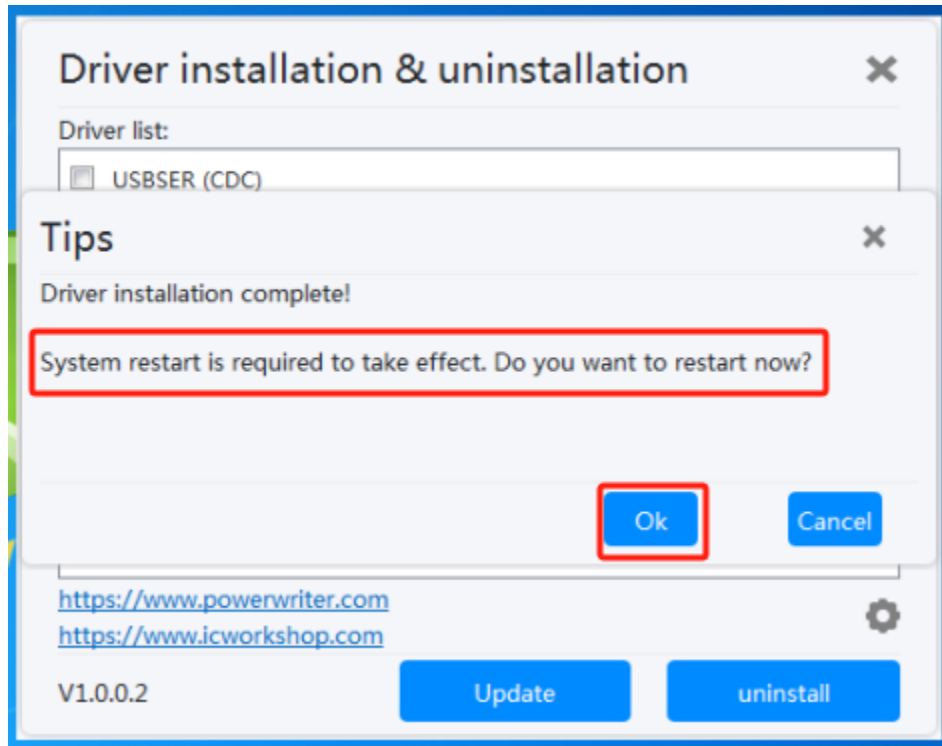 Driver installation & uninstallation
Driver list:
USBSER (CDC)
Tips
Driver installation complete!
System restart is required to take effect. Do you want to restart now?
Ok Cancel
https://www.powerwriter.com
https://www.icworkshop.com
V1.0.0.2 Update uninstall